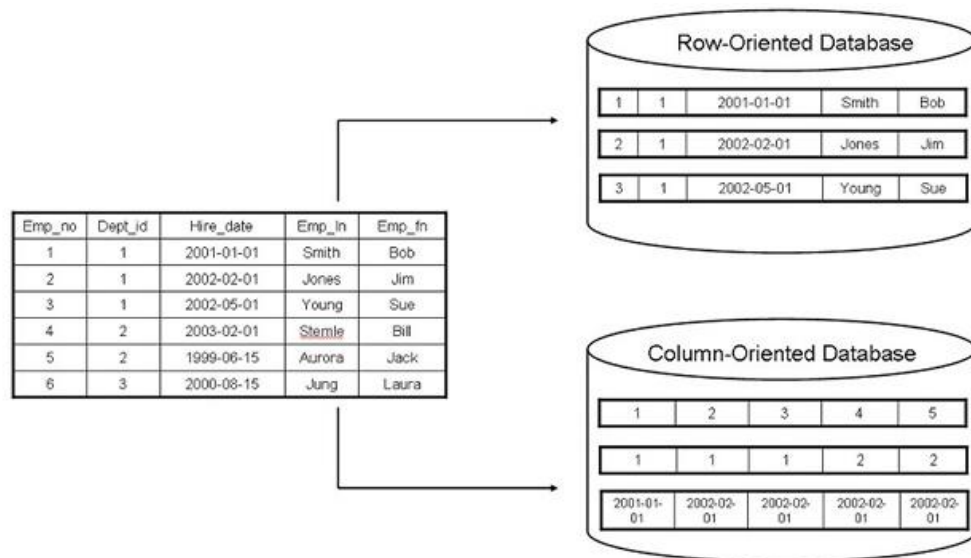 Row-Oriented Database
1 1 2001-01-01 Smith Bob
2 1 2002-02-01 Jones Jim
3 1 2002-05-01 Young Sue
Emp_no Dept_id Hire_date Emp_ln Emp_fn
1 1 2001-01-01 Smith Bob
2 1 2002-02-01 Jones Jim
3 1 2002-05-01 Young Sue
4 2 2003-02-01 Stemle Bill
5 2 1999-06-15 Aurora Jack
6 3 2000-08-15 Jung Laura
Column-Oriented Database
1 2 3 4 5
1 1 1 2 2
2001-01- 2002-02- 2002-02- 2002-02- 2002-02-
01 01 01 01 01